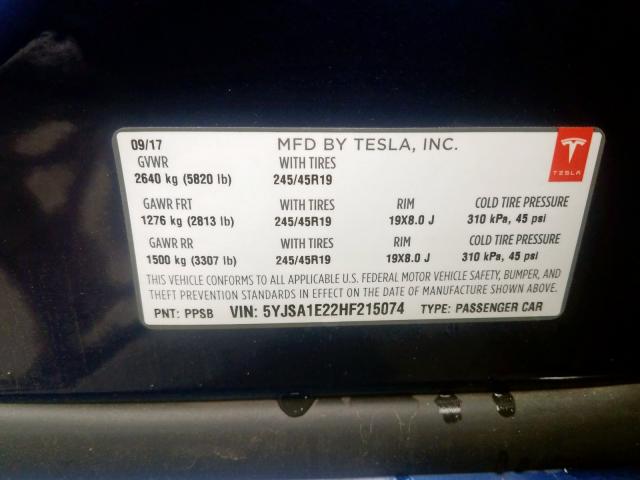 09/17 MFD BY TESLA, INC.
GVWR WITH TIRES
2640 kg (5820 lb) 245/45R19
TESLA
GAWR FRT WITH TIRES RIM COLD TIRE PRESSURE
1276 kg (2813 lb) 245/45R19 19X8.0 J 310 kPa, 45 psi
GAWR RR WITH TIRES RIM COLD TIRE PRESSURE
1500 kg (3307 lb) 245/45R19 19X8.0 J 310 kPa, 45 psi
THIS VEHICLE CONFORMS TO ALL APPLICABLE U.S. FEDERAL MOTOR VEHICLE SAFETY, BUMPER, AND
THEFT PREVENTION STANDARDS IN EFFECT ON THE DATE OF MANUFACTURE SHOWN ABOVE.
PNT: PPSB VIN: 5YJSA1E22HF215074 TYPE: PASSENGER CAR